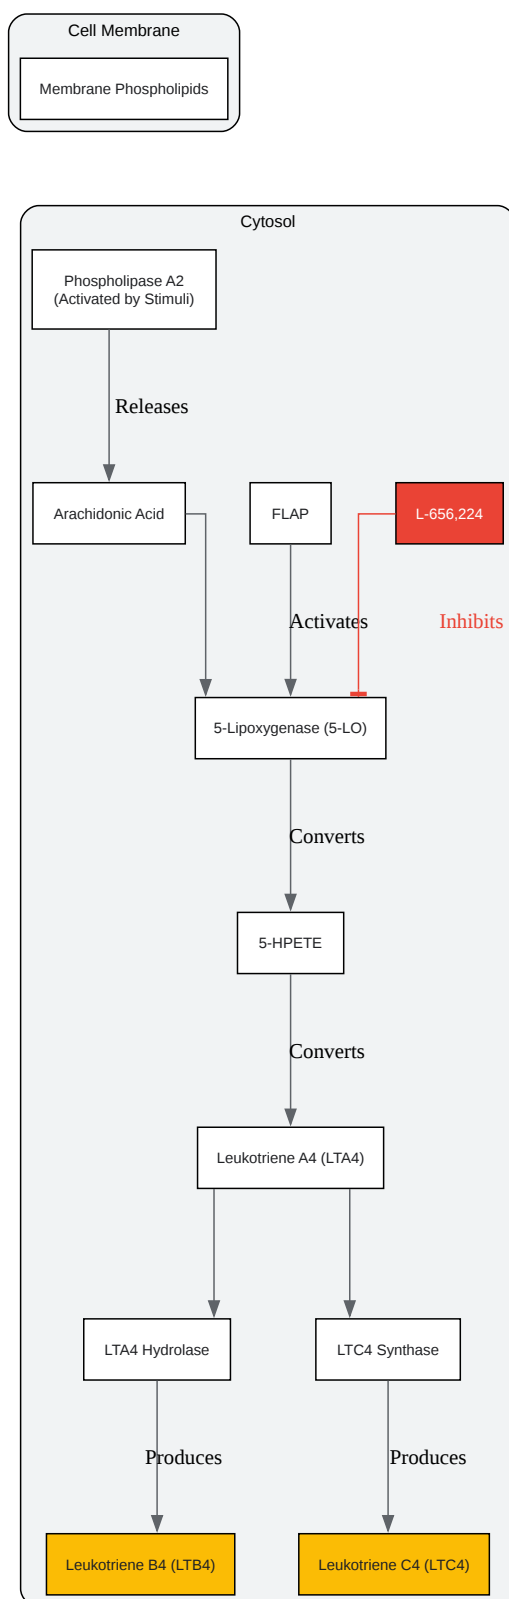 Cell Membrane
Membrane Phospholipids
Cytosol
Phospholipase A2
(Activated by Stimuli)
Releases
Arachidonic Acid
FLAP
L-656,224
Activates
Inhibits
5-Lipoxygenase (5-LO)
Converts
5-HPETE
Converts
Leukotriene A4 (LTA4)
LTA4 Hydrolase
LTC4 Synthase
Produces
Produces
Leukotriene B4 (LTB4)
Leukotriene C4 (LTC4)